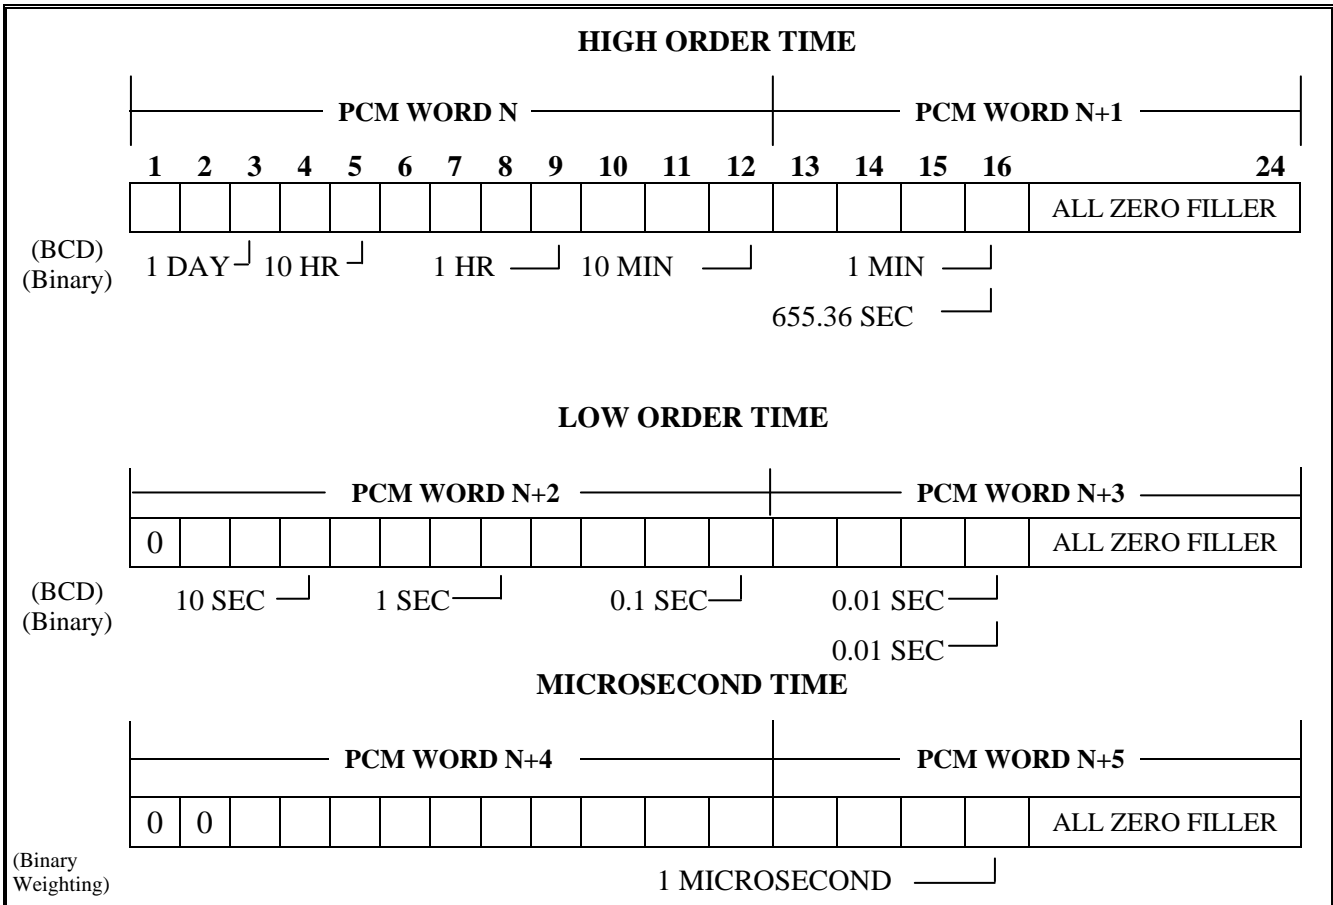 HIGH ORDER TIME
PCM WORD N PCM WORD N+1
1 2 3 4 5 6 7 8 9 10 11 12 13 14 15 16 24
ALL ZERO FILLER
(BCD) 1 DAY 10 HR 1 HR 10 MIN 1 MIN
(Binary)
655.36 SEC
LOW ORDER TIME
PCM WORD N+2 PCM WORD N+3
0 ALL ZERO FILLER
(BCD) 10 SEC 1 SEC 0.1 SEC 0.01 SEC
(Binary)
0.01 SEC
MICROSECOND TIME
PCM WORD N+4 PCM WORD N+5
0 0 ALL ZERO FILLER
(Binary
Weighting) 1 MICROSECOND